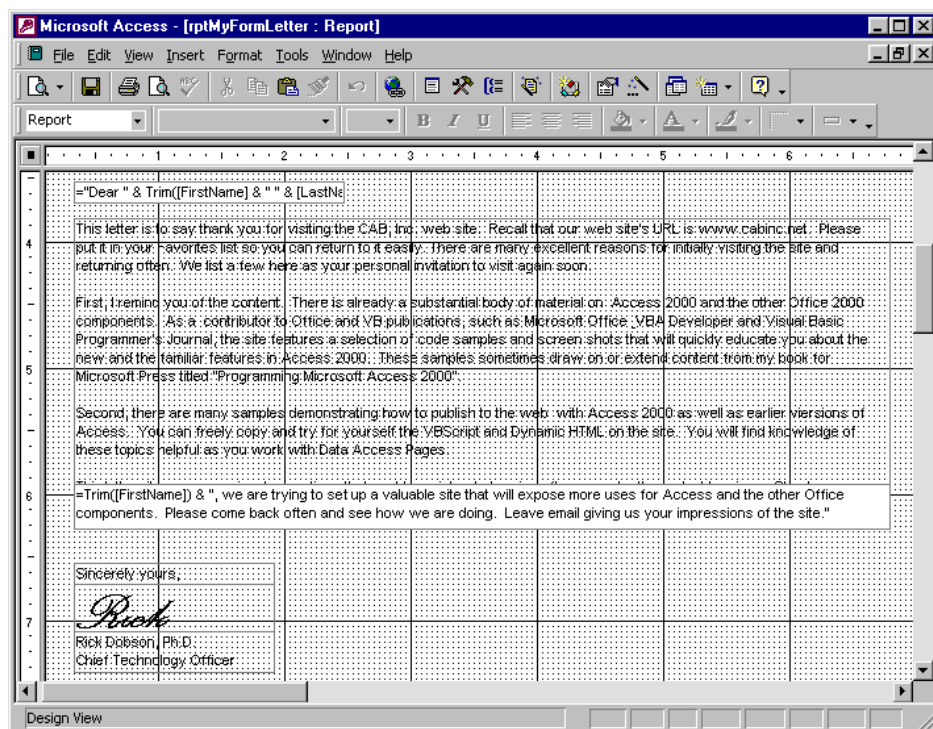 Microsoft Access - [rptMyFormLetter : Report]
File Edit View Insert Format Tools Window Help
Report
B I U
1 2 3 4 5 6
="Dear " & Trim([FirstName] & " " & [LastNa
This letter is to say thank you for visiting the CAB, Inc. web site. Recall that our web site's URL is www.cabinc.net. Please
4
put it in your Favorites list so you can return to it easily. There are many excellent reasons for initially visiting the site and
returning often. We list a few here as your personal invitation to visit again soon.
First, I remind you of the content. There is already a substantial body of material on Access 2000 and the other Office 2000
components. As a contributor to Office and VB publications, such as Microsoft Office _VBA Developer and Visual Basic
Programmer's Journal, the site features a selection of code samples and screen shots that will quickly educate you about the
new and the familiar features in Access 2000. These samples sometimes draw on or extend content from my book for
5
Microsoft Press titled "Programming Microsoft Access 2000".
Second, there are many samples demonstrating how to publish to the web with Access 2000 as well as earlier viersions of
Access. You can freely copy and try for yourself the VBScript and Dynamic HTML on the site. You will find knowledge of
these topics helpful as you work with Data Access Pages.
6
=Trim([FirstName]) & ", we are trying to set up a valuable site that will expose more uses for Access and the other Office
components. Please come back often and see how we are doing. Leave email giving us your impressions of the site."
Sincerely yours,
Rick
7
Rick Dobson, Ph.D.
Chief Technology Officer
Design View